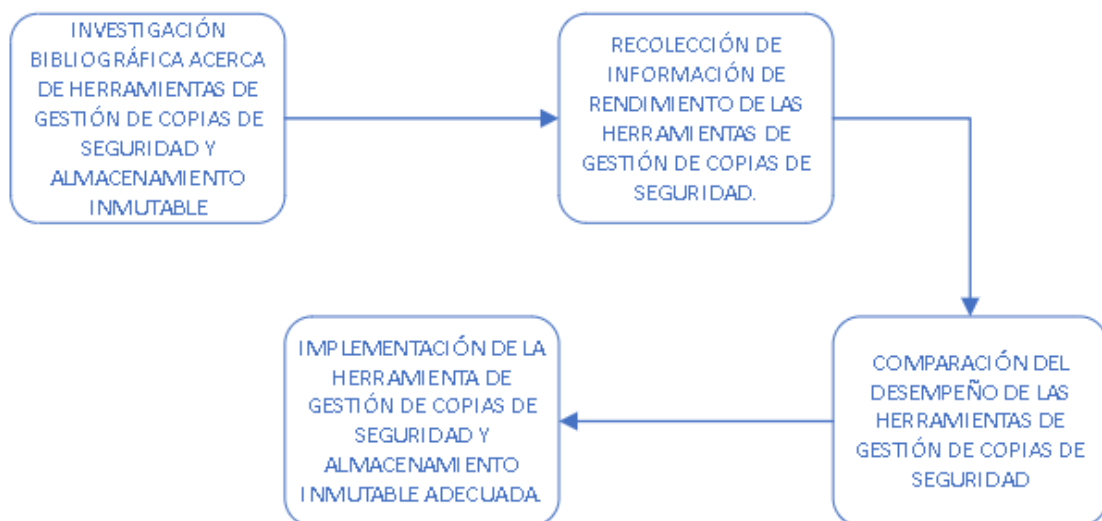 INVESTIGACIÓN
BIBLIOGRÁFICA ACERCA
DE HERRAMIENTAS DE
GESTIÓN DE COPIAS DE
SEGURIDAD Y
ALMACENAMIENTO
INMUTABLE
RECOLECCIÓN DE
INFORMACIÓN DE
RENDIMIENTO DE LAS
HERRAMIENTAS DE
GESTIÓN DE COPIAS DE
SEGURIDAD.
COMPARACIÓN DEL
DESEMPEÑO DE LAS
HERRAMIENTAS DE
GESTIÓN DE COPIAS DE
SEGURIDAD
IMPLEMENTACIÓN DE LA
HERRAMIENTA DE
GESTIÓN DE COPIAS DE
SEGURIDAD Y
ALMACENAMIENTO
INMUTABLE ADECUADA.